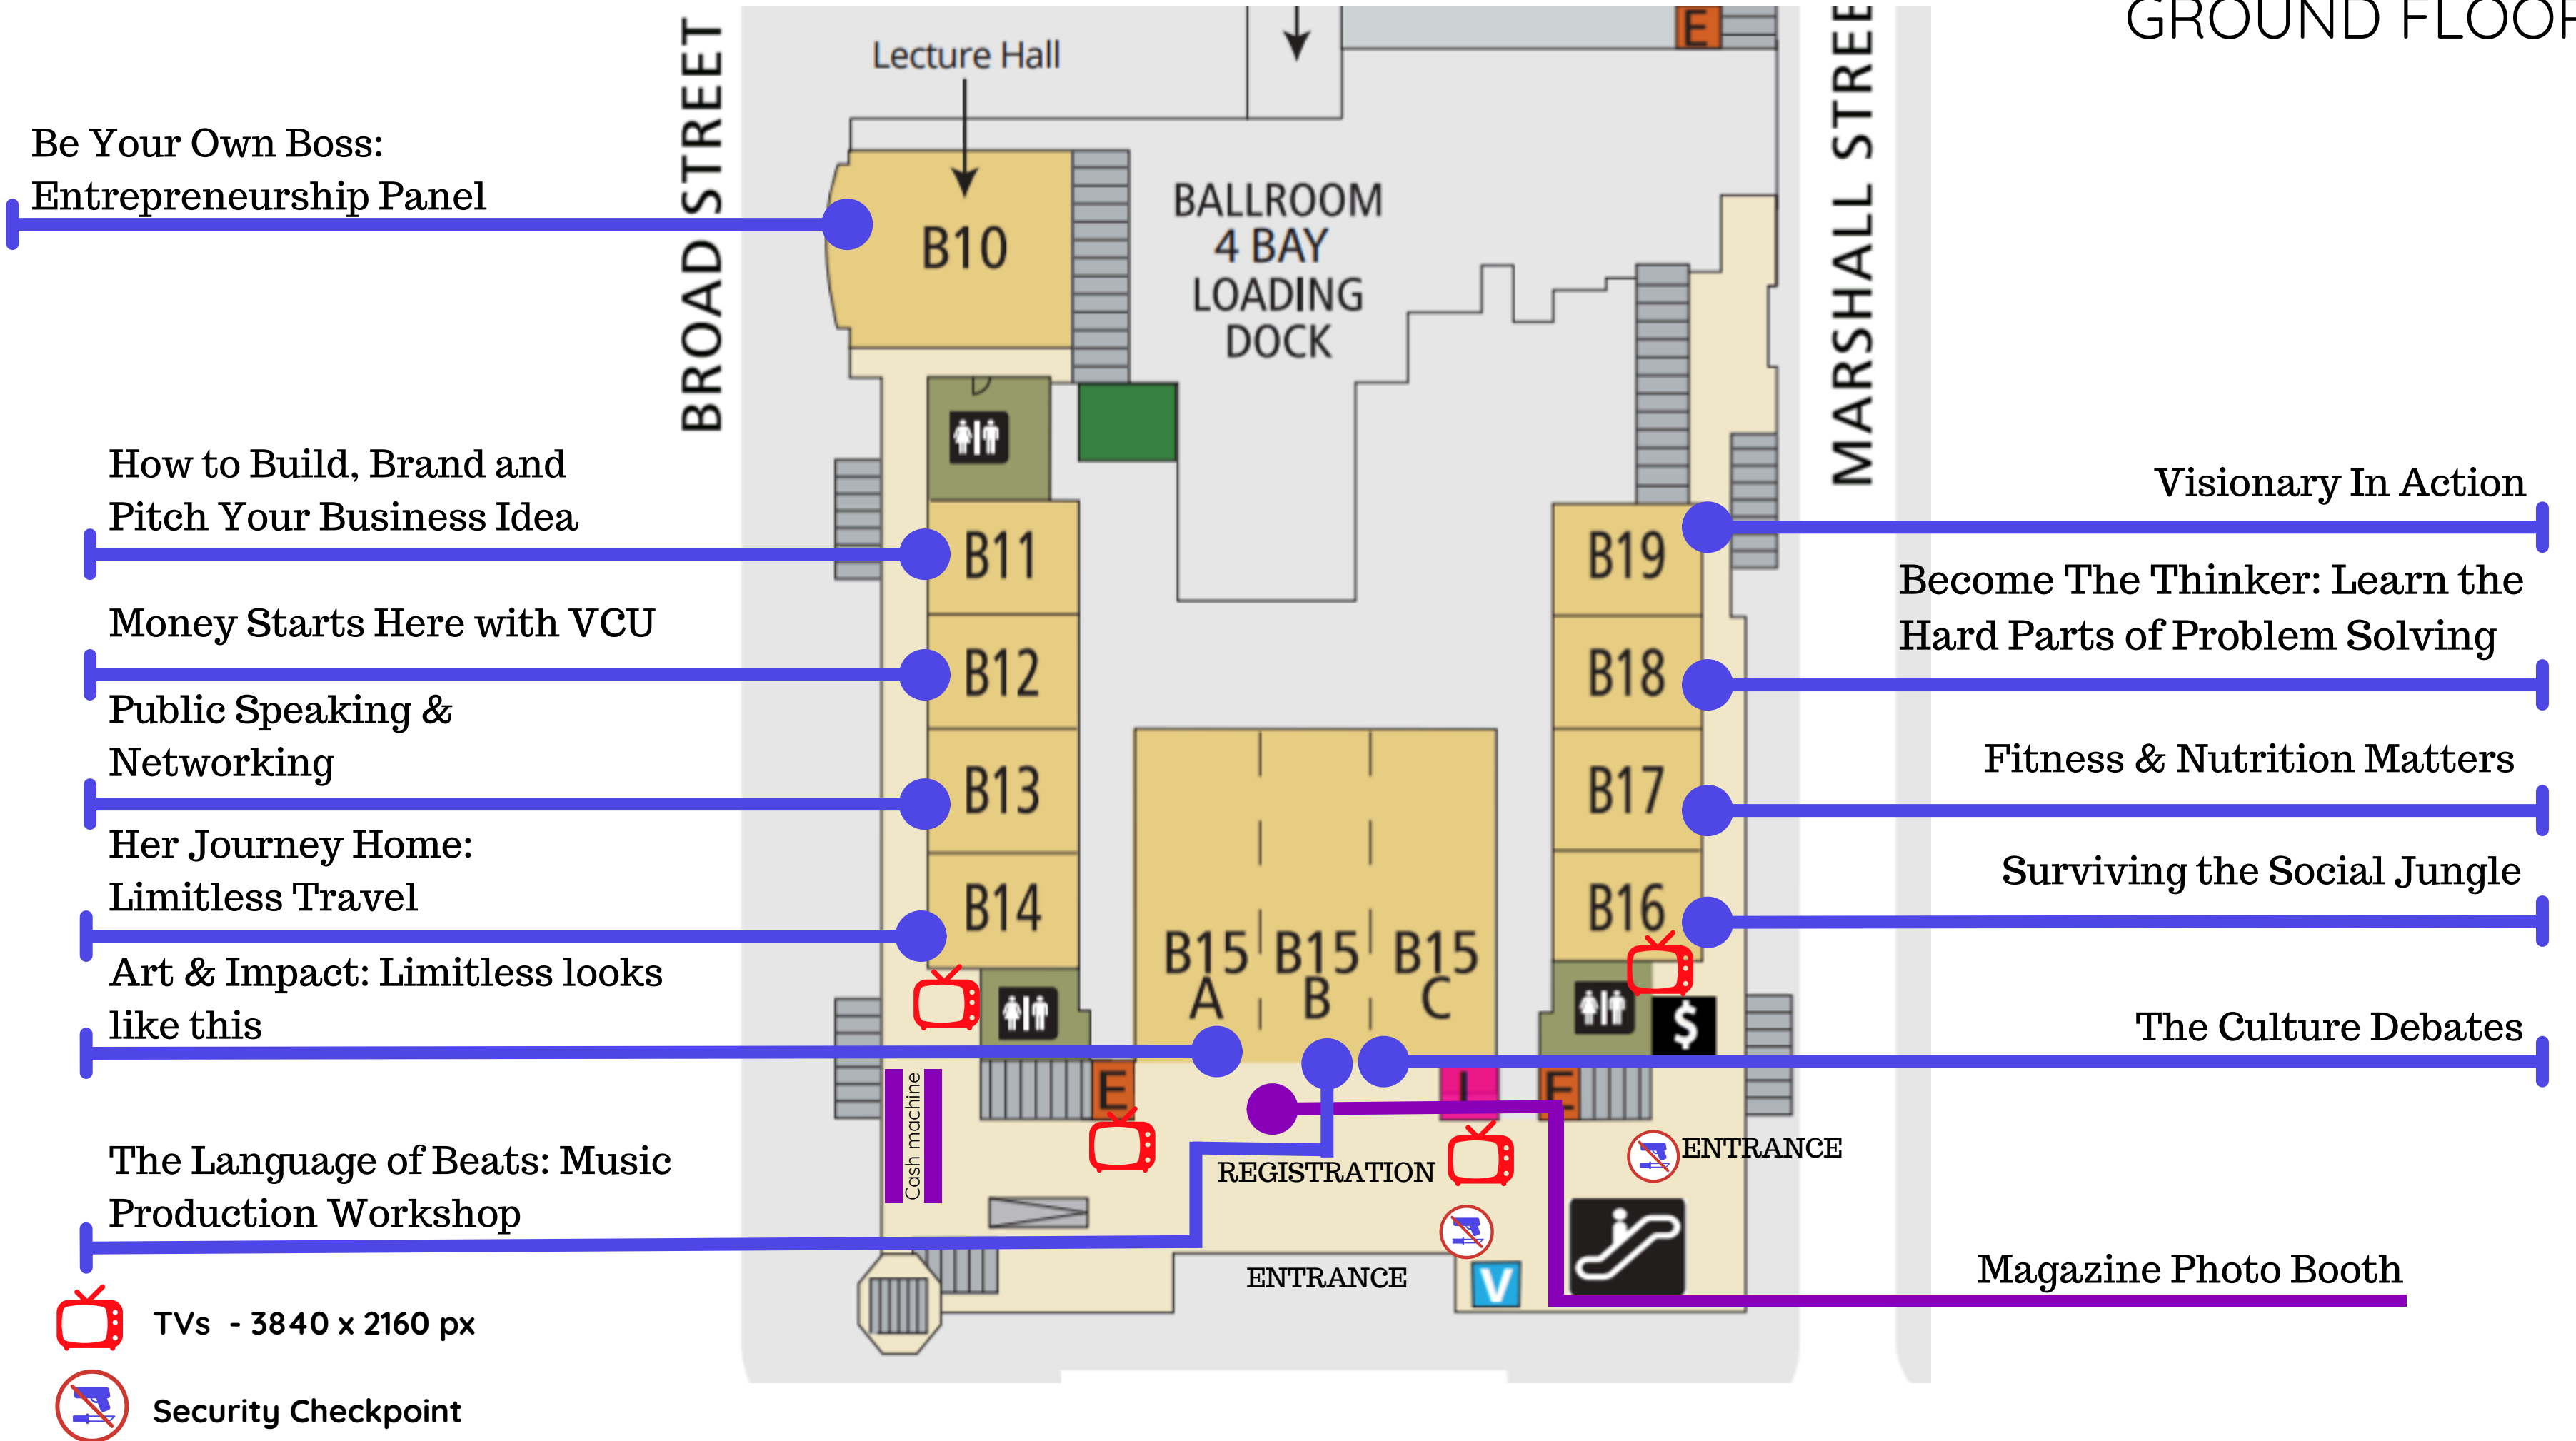 GROUND FLOOR
BROAD STREET
MARSHALL STREE
Lecture Hall
E
Be Your Own Boss:
Entrepreneurship Panel
B10
BALLROOM
4 BAY
LOADING
DOCK
How to Build, Brand and
Pitch Your Business Idea
B11
Money Starts Here with VCU
B12
Public Speaking &
Networking
B13
Her Journey Home:
Limitless Travel
B14
Art & Impact: Limitless looks
like this
The Language of Beats: Music
Production Workshop
B15
A
B15
B
B15
C
Visionary In Action
B19
Become The Thinker: Learn the
Hard Parts of Problem Solving
B18
Fitness & Nutrition Matters
B17
Surviving the Social Jungle
B16
$
The Culture Debates
Cash machine
E
I
E
REGISTRATION
ENTRANCE
ENTRANCE
V
Magazine Photo Booth
TVs - 3840 x 2160 px
Security Checkpoint